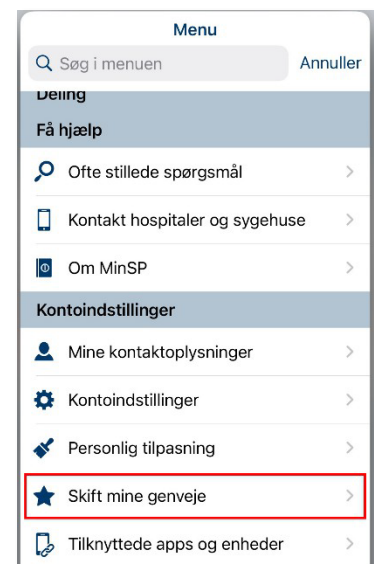 Menu
Søg i menuen Annuller
Deling
Få hjælp
Ofte stillede spørgsmål
Kontakt hospitaler og sygehuse
Om MinSP
Kontoindstillinger
Mine kontaktoplysninger
Kontoindstillinger
Personlig tilpasning
Skift mine genveje
Tilknyttede apps og enheder